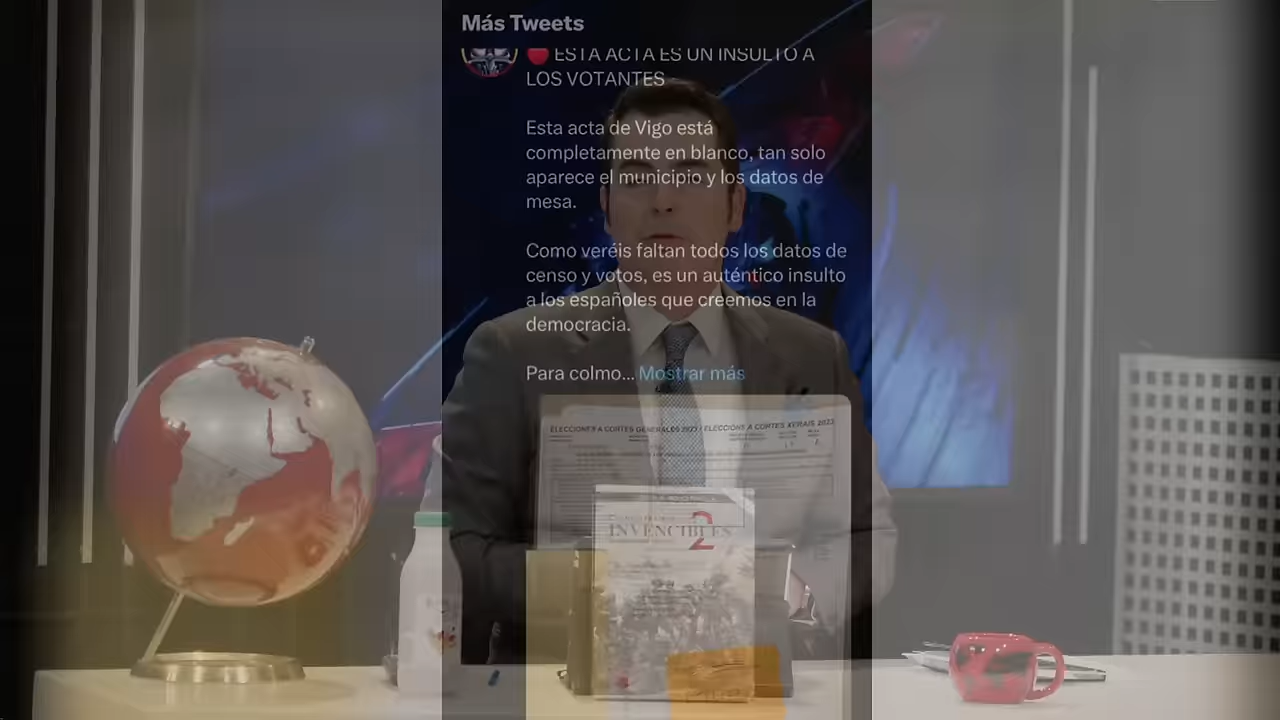 Más Tweets
ESTA ACTA ES UN INSULTO A
LOS VOTANTES
Esta acta de Vigo está
completamente en blanco, tan solo
aparece el municipio y los datos de
mesa.
Como veréis faltan todos los datos de
censo y votos, es un auténtico insulto
a los españoles que creemos en la
democracia.
Para colmo... Mostrar más
ELECCIONES A CORTES GENERALES 2023 / ELECCIÓNS A CORTES XERAIS 2023
INVENCIBLES
2